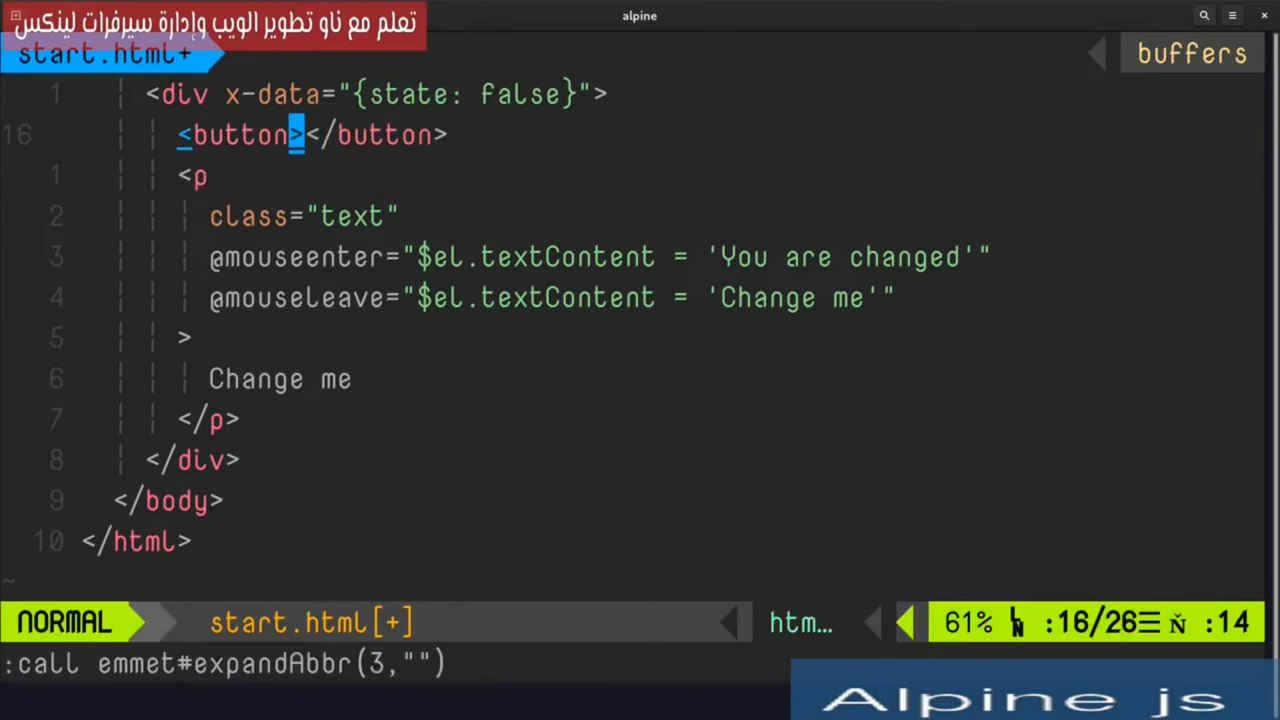 alpine
تعلم مع ناو تطوير الويب وإدارة سيرفرات لينكس
start.html+
buffers
1 <div x-data="{state: false}">
16 <button></button>
1 <p
2 class="text"
3 @mouseenter="$el.textContent = 'You are changed'"
4 @mouseleave="$el.textContent = 'Change me'"
5 >
6 Change me
7 </p>
8 </div>
9 </body>
10 </html>
~
NORMAL start.html[+] htm… 61% ㏑ :16/26☰ Ň :14
:call emmet#expandAbbr(3,"")
Alpine js